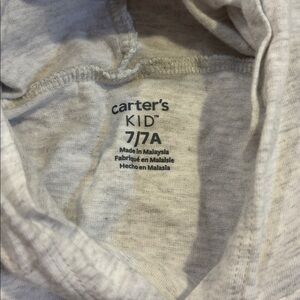 carter's
KID™
7/7A
Made in Malaysia
Fabriqué en Malaisie
Hecho en Malasia